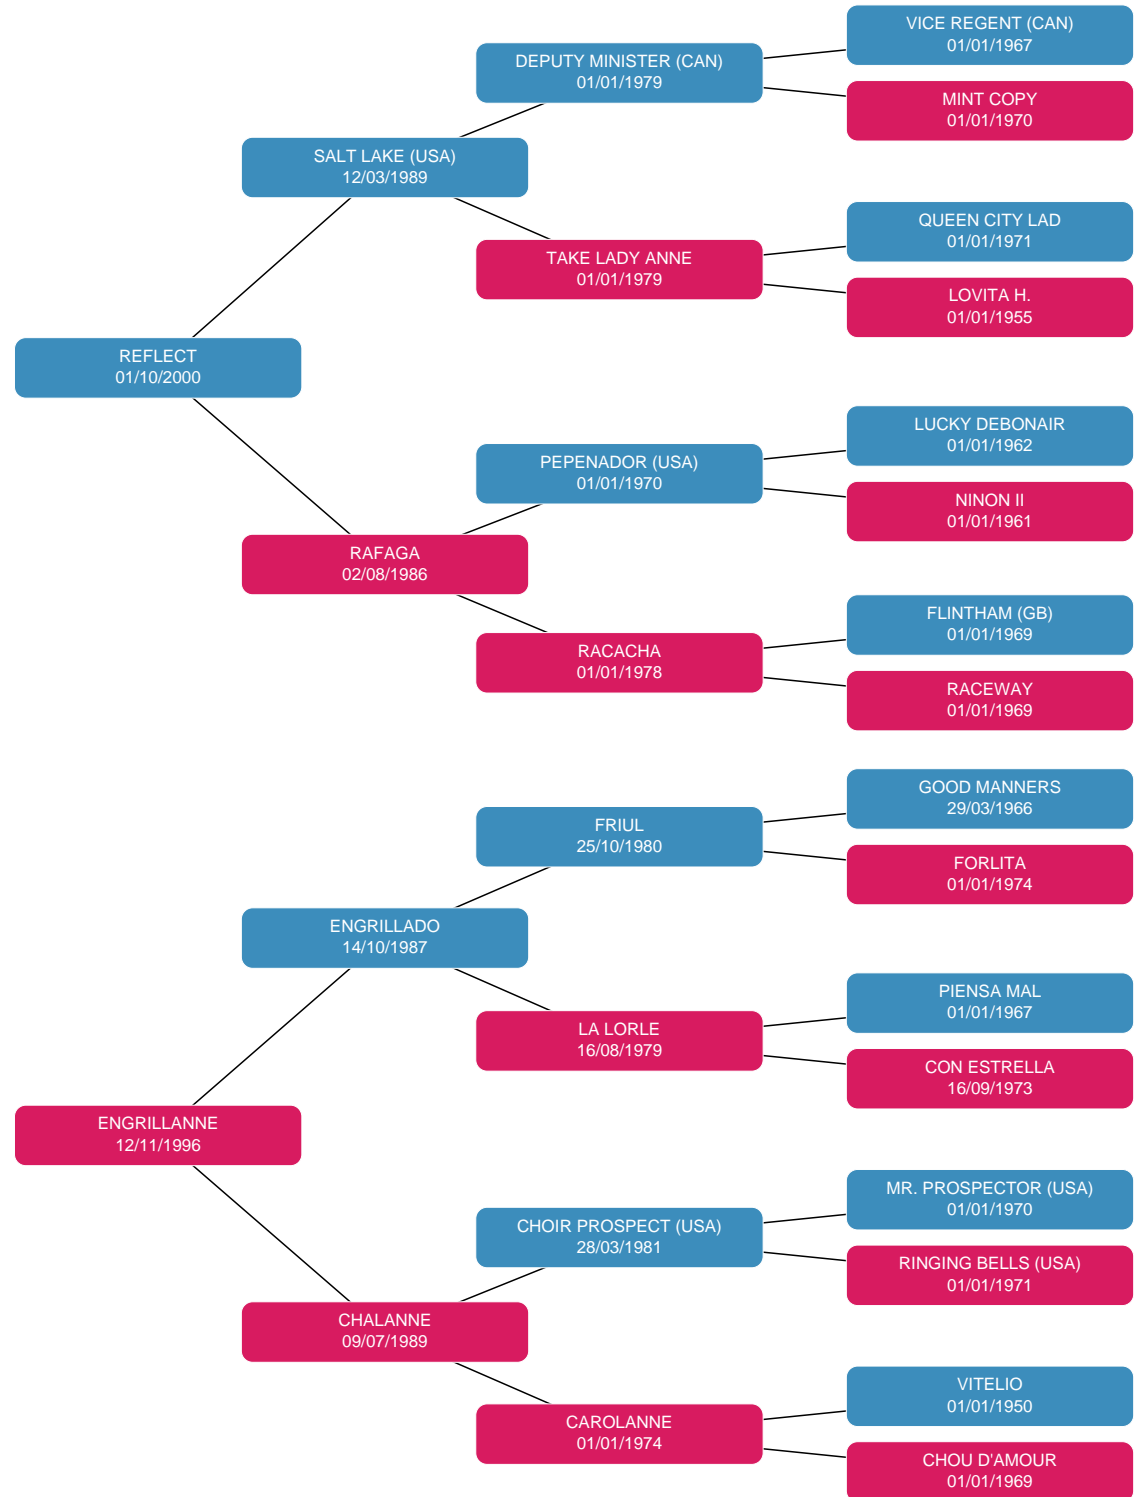 VICE REGENT (CAN)
01/01/1967
DEPUTY MINISTER (CAN)
01/01/1979
MINT COPY
01/01/1970
SALT LAKE (USA)
12/03/1989
QUEEN CITY LAD
01/01/1971
TAKE LADY ANNE
01/01/1979
LOVITA H.
01/01/1955
REFLECT
01/10/2000
LUCKY DEBONAIR
01/01/1962
PEPENADOR (USA)
01/01/1970
NINON II
01/01/1961
RAFAGA
02/08/1986
FLINTHAM (GB)
01/01/1969
RACACHA
01/01/1978
RACEWAY
01/01/1969
GOOD MANNERS
29/03/1966
FRIUL
25/10/1980
FORLITA
01/01/1974
ENGRILLADO
14/10/1987
PIENSA MAL
01/01/1967
LA LORLE
16/08/1979
CON ESTRELLA
16/09/1973
ENGRILLANNE
12/11/1996
MR. PROSPECTOR (USA)
01/01/1970
CHOIR PROSPECT (USA)
28/03/1981
RINGING BELLS (USA)
01/01/1971
CHALANNE
09/07/1989
VITELIO
01/01/1950
CAROLANNE
01/01/1974
CHOU D'AMOUR
01/01/1969